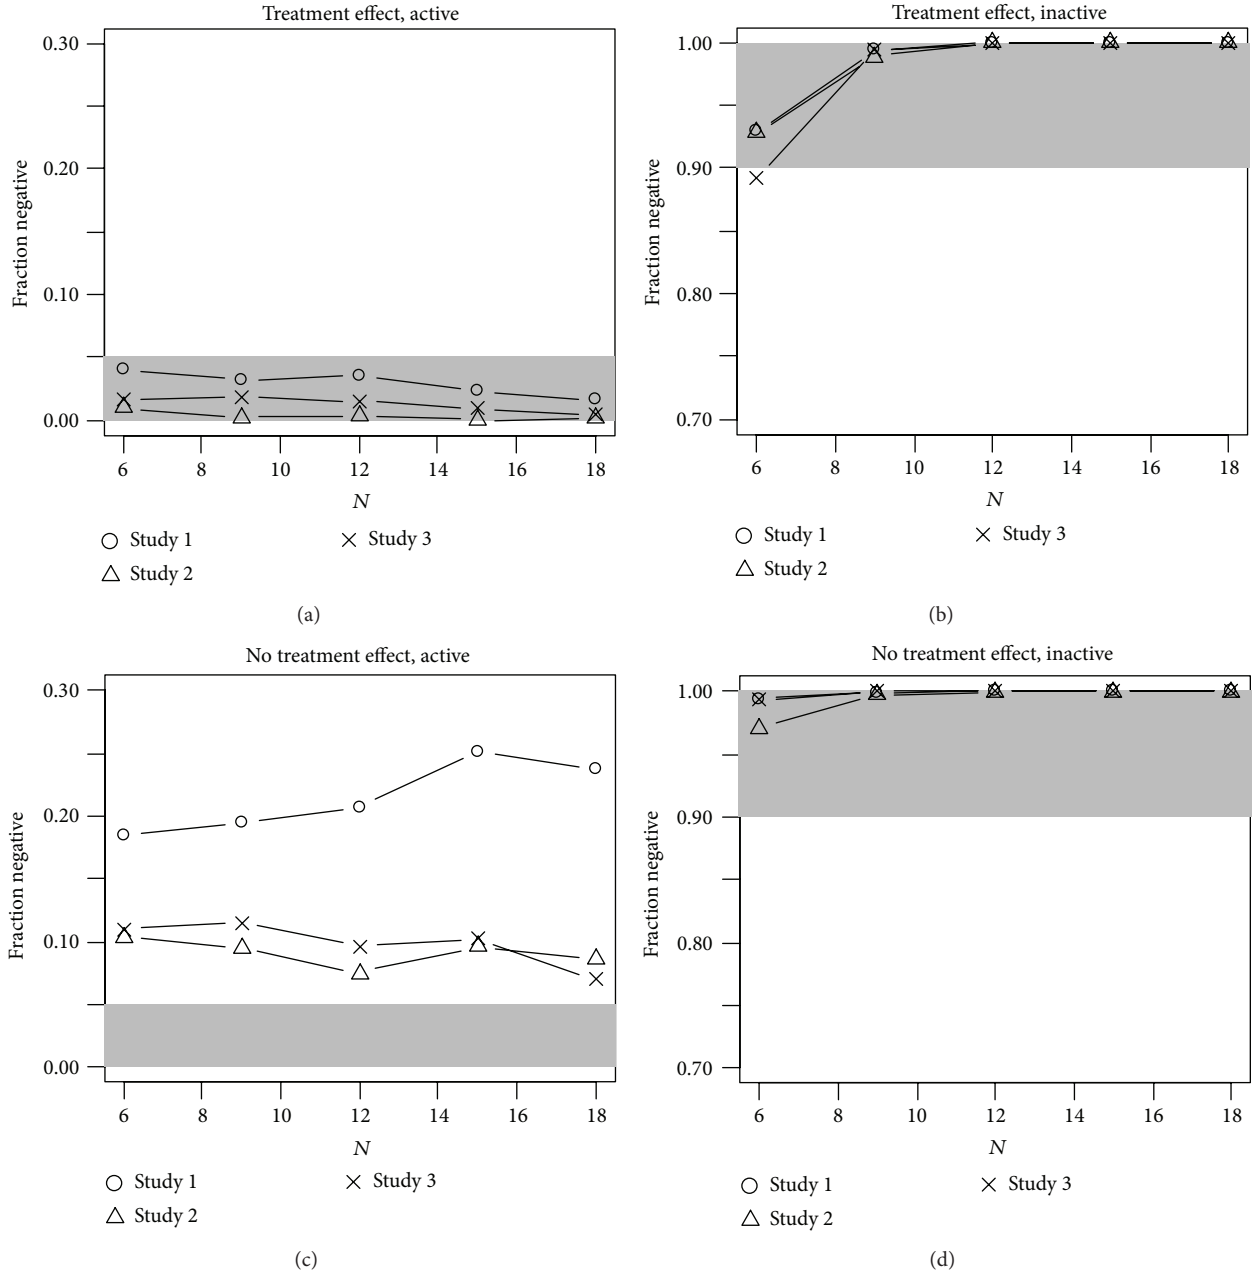 Treatment effect, active
0.30
0.20
0.10
0.00
Fraction negative
6 8 10 12 14 16 18
N
Study 1
Study 3
Study 2
(a)
Treatment effect, inactive
1.00
0.90
0.80
0.70
Fraction negative
6 8 10 12 14 16 18
N
Study 1
Study 3
Study 2
(b)
No treatment effect, active
0.30
0.20
0.10
0.00
Fraction negative
6 8 10 12 14 16 18
N
Study 1
Study 3
Study 2
(c)
No treatment effect, inactive
1.00
0.90
0.80
0.70
Fraction negative
6 8 10 12 14 16 18
N
Study 1
Study 3
Study 2
(d)